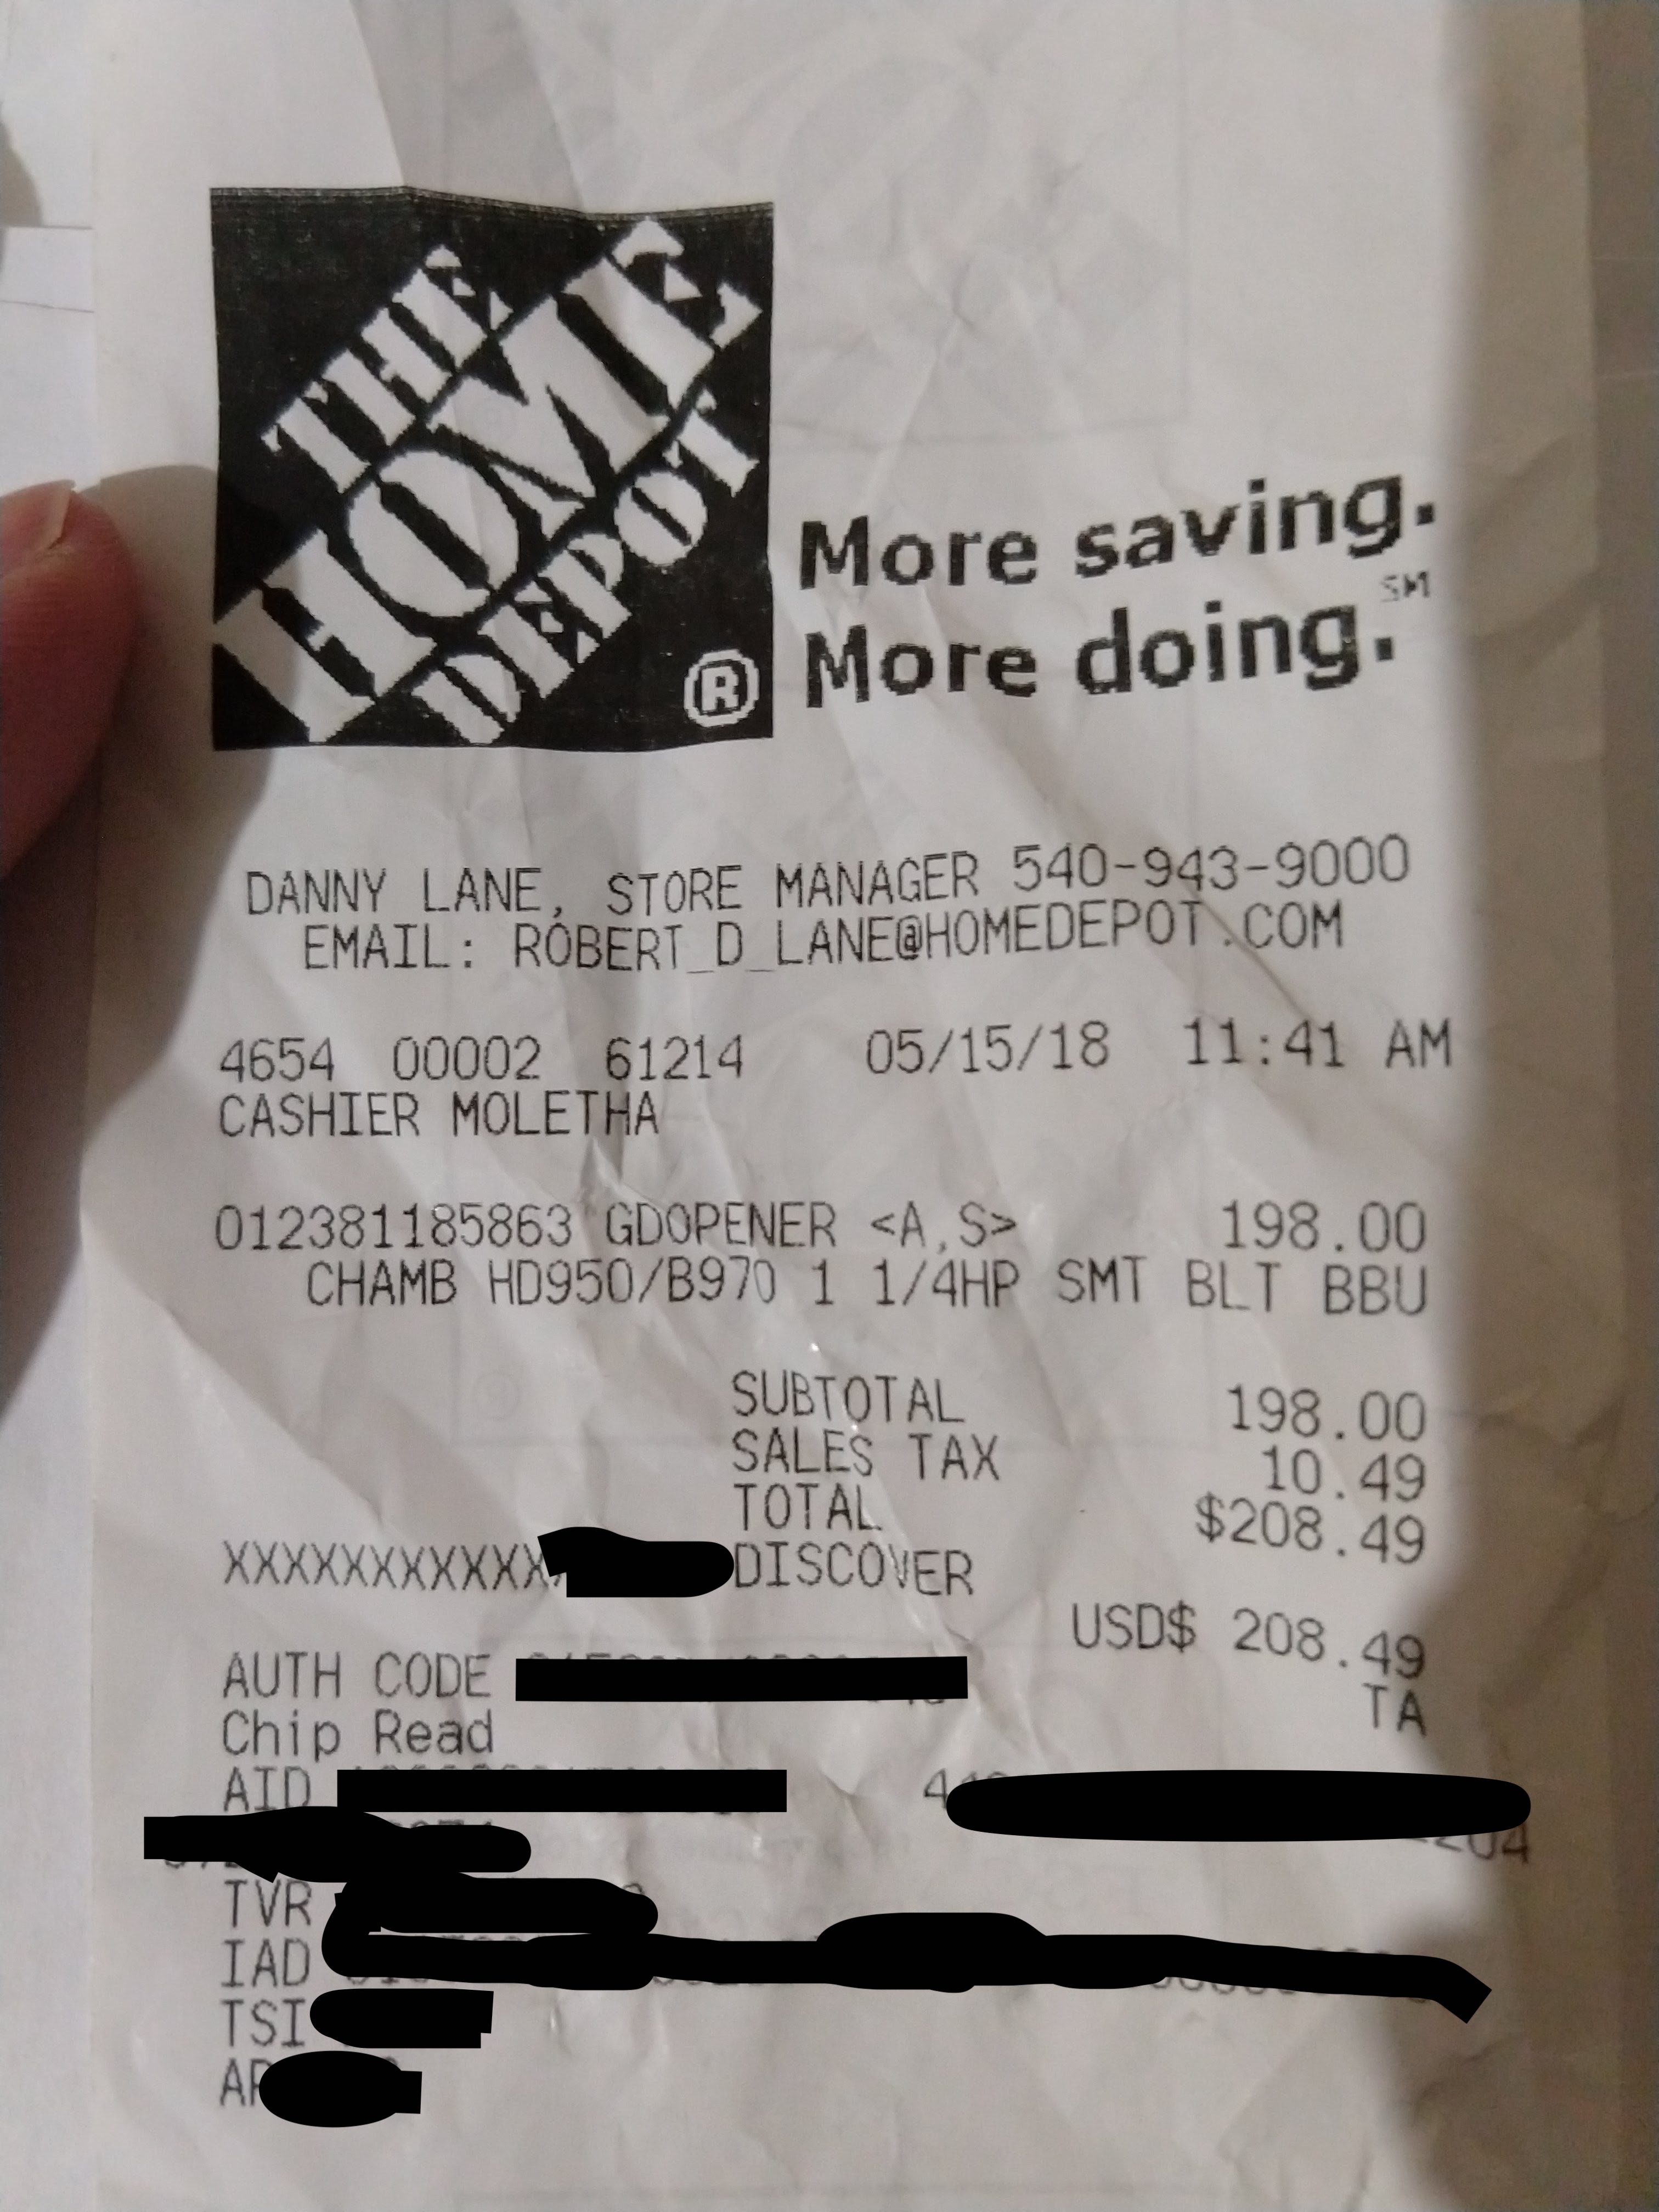 THE
HOME
DEPOT
®
More saving.
More doing.℠
DANNY LANE, STORE MANAGER 540-943-9000
EMAIL: ROBERT_D_LANE@HOMEDEPOT.COM
4654 00002 61214 05/15/18 11:41 AM
CASHIER MOLETHA
012381185863 GDOPENER <A,S> 198.00
CHAMB HD950/B970 1 1/4HP SMT BLT BBU
SUBTOTAL 198.00
SALES TAX 10.49
TOTAL $208.49
XXXXXXXXXXX DISCOVER
USD$ 208.49
AUTH CODE TA
Chip Read
AID
TVR
IAD
TSI